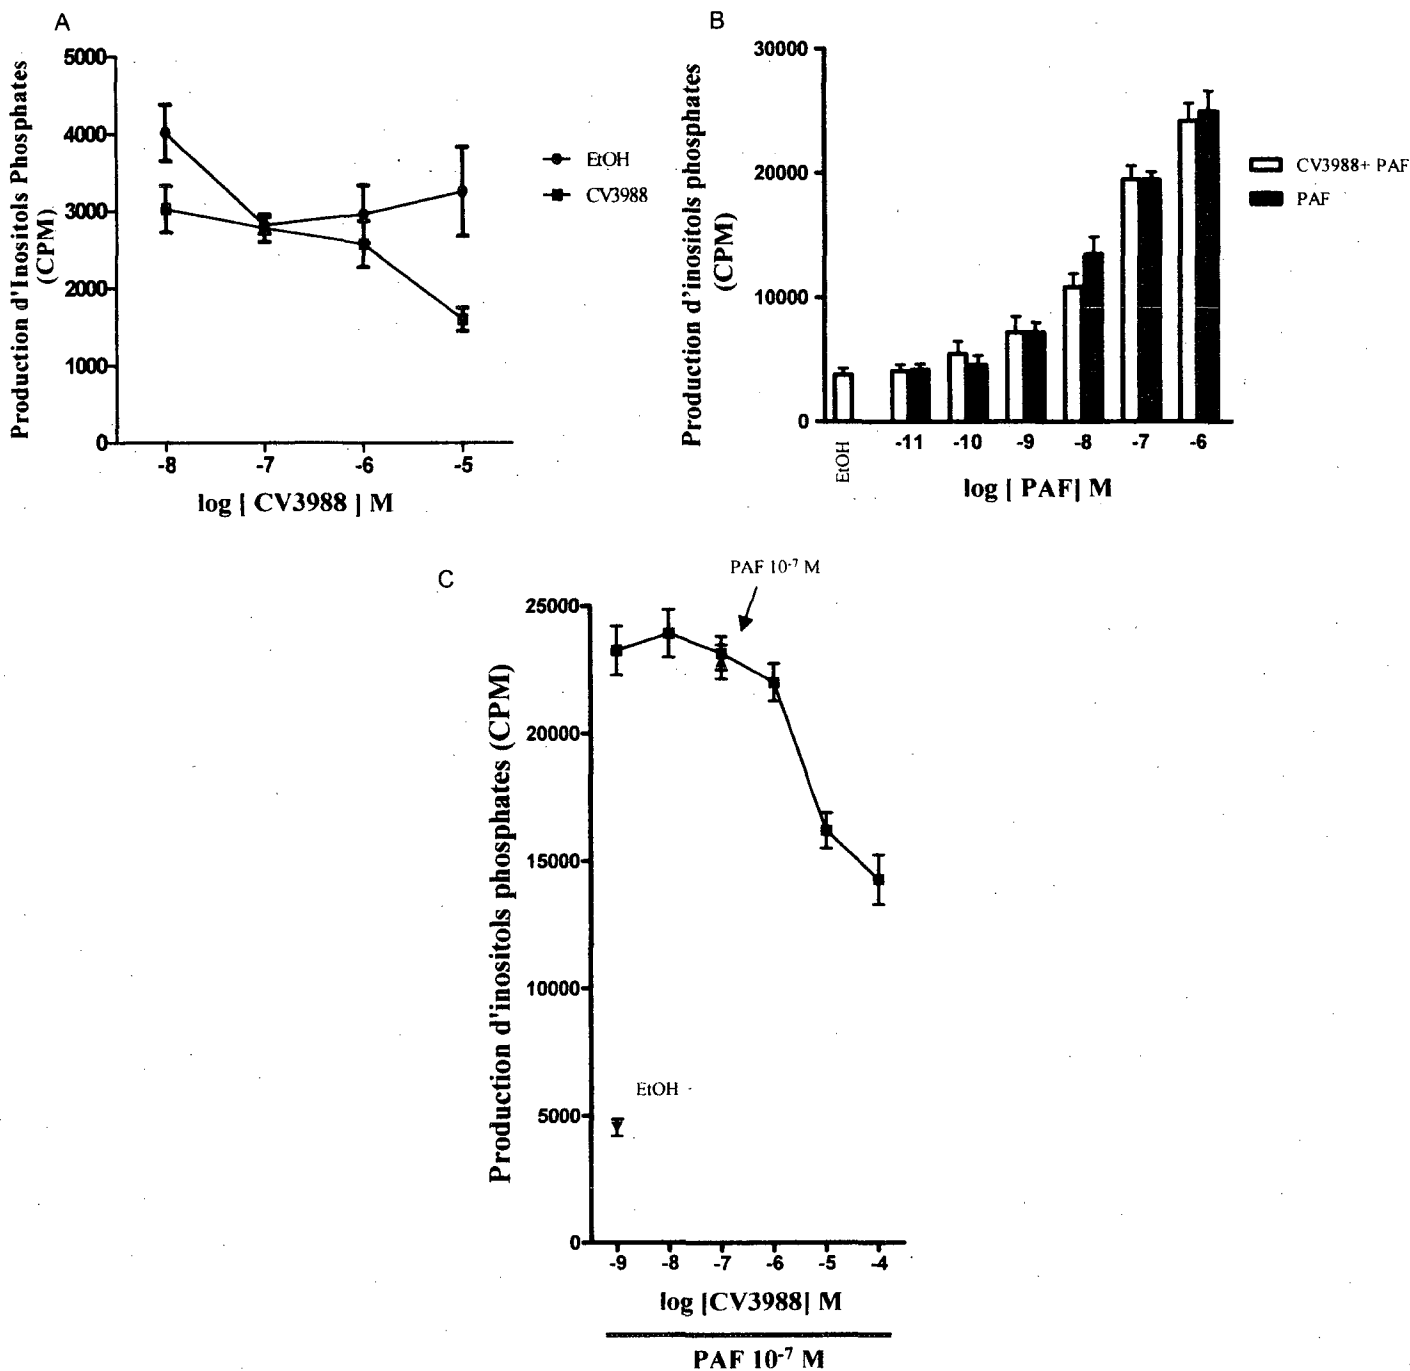 A
Production d'Inositols Phosphates
(CPM)
5000
4000
3000
2000
1000
0
-8
-7
-6
-5
log [ CV3988 ] M
EtOH
CV3988
B
Production d'inositols phosphates
(CPM)
30000
20000
10000
0
EtOH
-11
-10
-9
-8
-7
-6
log [ PAF] M
CV3988+ PAF
PAF
C
PAF 10⁻⁷ M
Production d'inositols phosphates (CPM)
25000
20000
15000
10000
5000
0
EtOH
-9
-8
-7
-6
-5
-4
log [CV3988] M
PAF 10⁻⁷ M